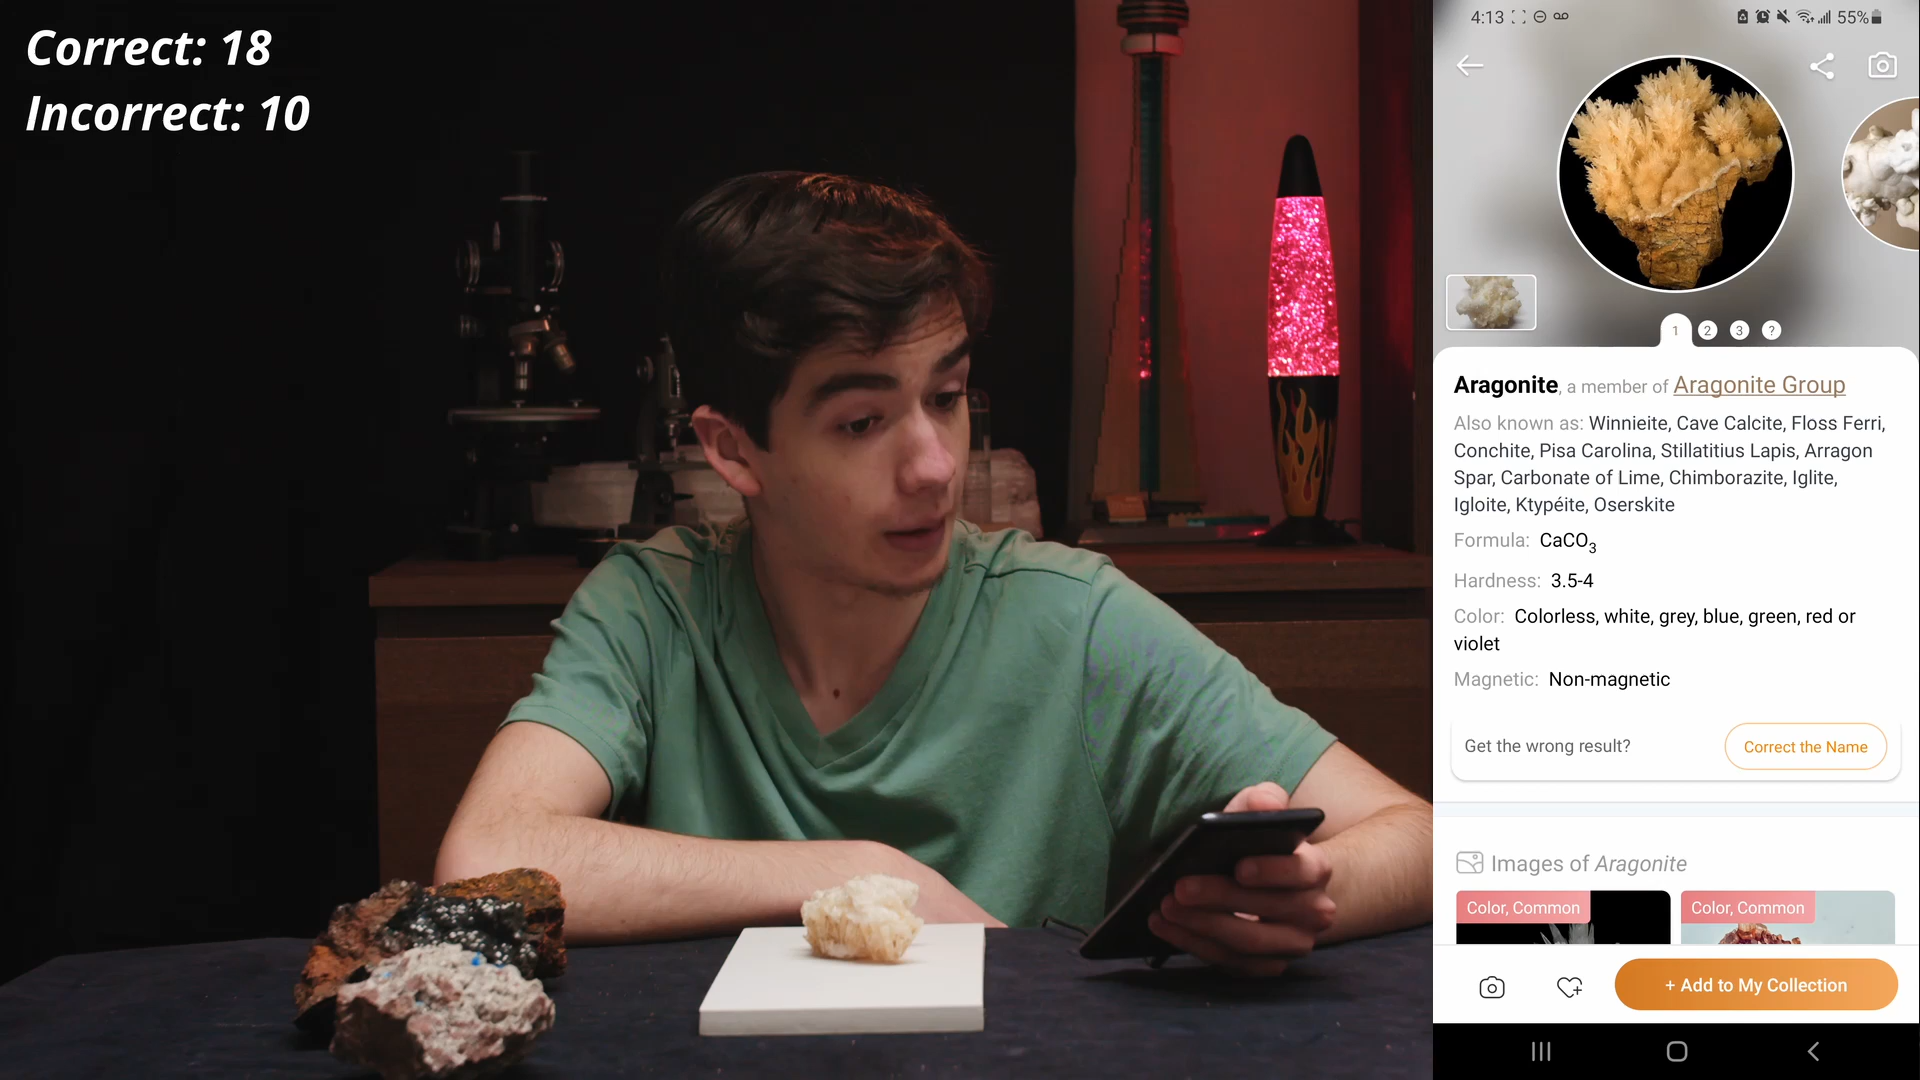 Correct: 18
Incorrect: 10
4:13
55%
1
2
3
?
Aragonite, a member of Aragonite Group
Also known as: Winnieite, Cave Calcite, Floss Ferri,
Conchite, Pisa Carolina, Stillatitius Lapis, Arragon
Spar, Carbonate of Lime, Chimborazite, Iglite,
Igloite, Ktypéite, Oserskite
Formula: CaCO3
Hardness: 3.5-4
Color: Colorless, white, grey, blue, green, red or
violet
Magnetic: Non-magnetic
Get the wrong result?
Correct the Name
Images of Aragonite
Color, Common
Color, Common
+ Add to My Collection